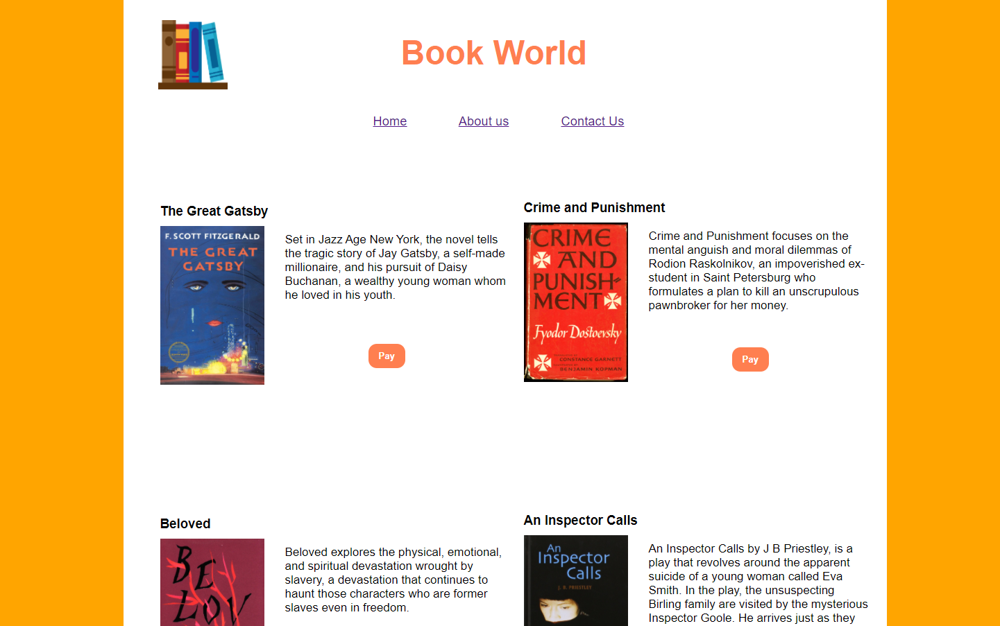 Book World
Home About us Contact Us
The Great Gatsby
F. SCOTT FITZGERALD
THE GREAT
GATSBY
Set in Jazz Age New York, the novel tells
the tragic story of Jay Gatsby, a self-made
millionaire, and his pursuit of Daisy
Buchanan, a wealthy young woman whom
he loved in his youth.
Pay
Crime and Punishment
CRIME
AND
PUNISH-
MENT
Fyodor Dostoevsky
CONSTANCE GARNETT
BENJAMIN KOPMAN
Crime and Punishment focuses on the
mental anguish and moral dilemmas of
Rodion Raskolnikov, an impoverished ex-
student in Saint Petersburg who
formulates a plan to kill an unscrupulous
pawnbroker for her money.
Pay
Beloved
BE
LOV
Beloved explores the physical, emotional,
and spiritual devastation wrought by
slavery, a devastation that continues to
haunt those characters who are former
slaves even in freedom.
An Inspector Calls
An
Inspector
Calls
J. B. PRIESTLEY
An Inspector Calls by J B Priestley, is a
play that revolves around the apparent
suicide of a young woman called Eva
Smith. In the play, the unsuspecting
Birling family are visited by the mysterious
Inspector Goole. He arrives just as they